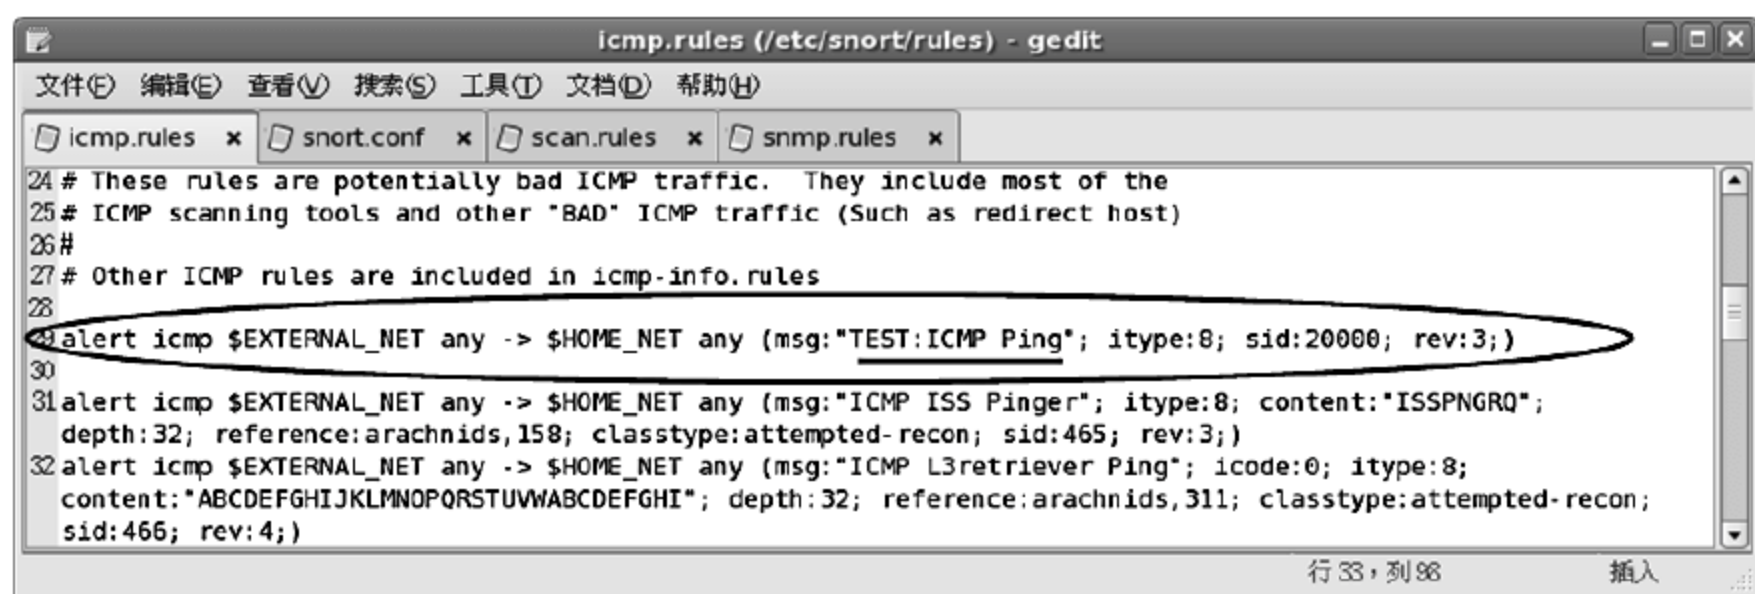 icmp.rules (/etc/snort/rules) - gedit
文件(F) 编辑(E) 查看(V) 搜索(S) 工具(T) 文档(D) 帮助(H)
icmp.rules × snort.conf × scan.rules × snmp.rules ×
24 # These rules are potentially bad ICMP traffic. They include most of the
25 # ICMP scanning tools and other "BAD" ICMP traffic (Such as redirect host)
26 #
27 # Other ICMP rules are included in icmp-info.rules
28
29 alert icmp $EXTERNAL_NET any -> $HOME_NET any (msg:"TEST:ICMP Ping"; itype:8; sid:20000; rev:3;)
30
31 alert icmp $EXTERNAL_NET any -> $HOME_NET any (msg:"ICMP ISS Pinger"; itype:8; content:"ISSPNGRQ";
depth:32; reference:arachnids,158; classtype:attempted-recon; sid:465; rev:3;)
32 alert icmp $EXTERNAL_NET any -> $HOME_NET any (msg:"ICMP L3retriever Ping"; icode:0; itype:8;
content:"ABCDEFGHIJKLMNOPQRSTUVWABCDEFGHI"; depth:32; reference:arachnids,311; classtype:attempted-recon;
sid:466; rev:4;)
行 33，列 98 插入